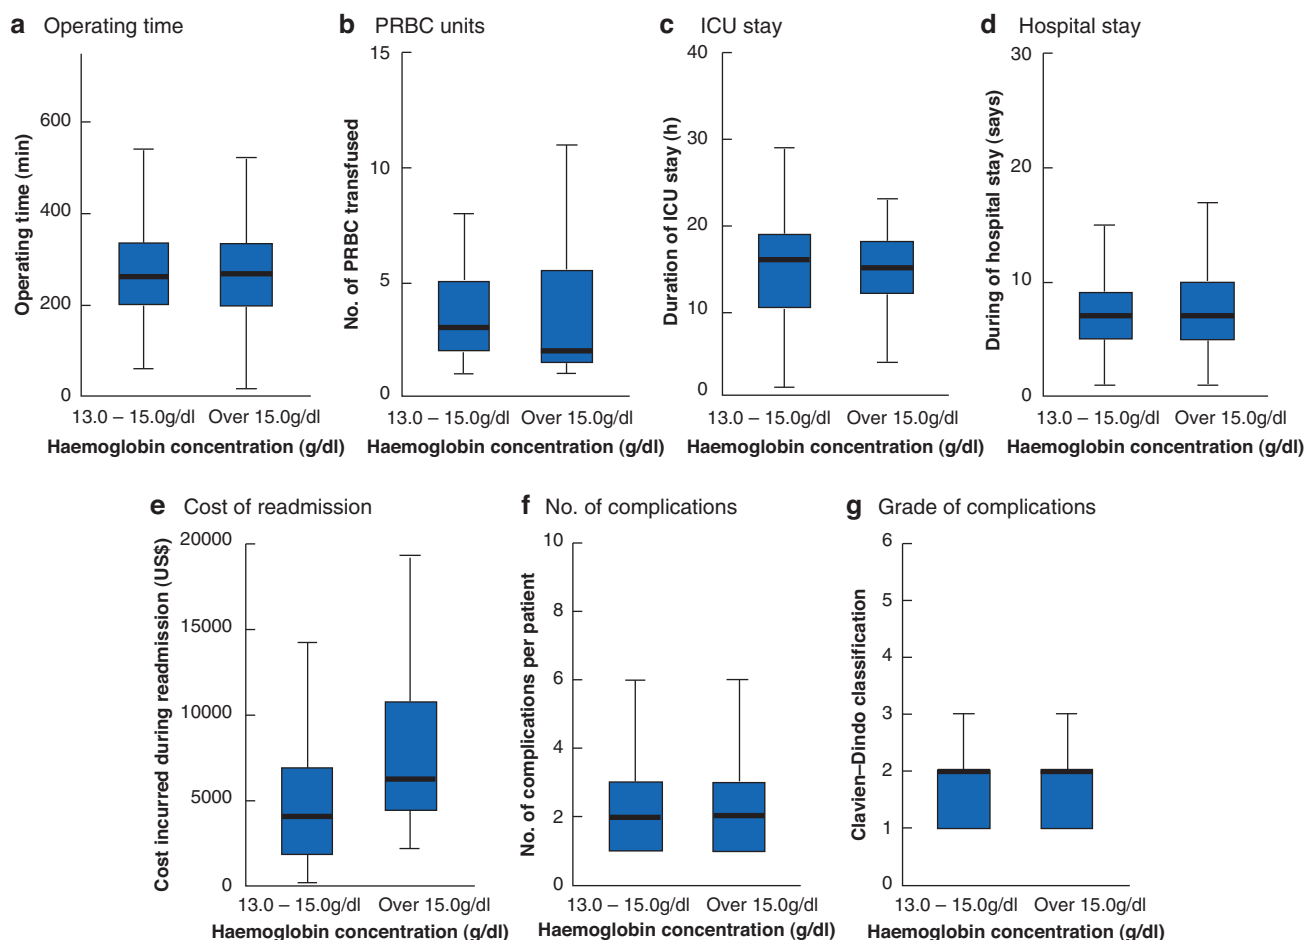 a Operating time
Operating time (min)
600
400
200
0
13.0 – 15.0g/dl Over 15.0g/dl
Haemoglobin concentration (g/dl)
b PRBC units
No. of PRBC transfused
15
10
5
0
13.0 – 15.0g/dl Over 15.0g/dl
Haemoglobin concentration (g/dl)
c ICU stay
Duration of ICU stay (h)
40
30
20
10
0
13.0 – 15.0g/dl Over 15.0g/dl
Haemoglobin concentration (g/dl)
d Hospital stay
During of hospital stay (says)
30
20
10
0
13.0 – 15.0g/dl Over 15.0g/dl
Haemoglobin concentration (g/dl)
e Cost of readmission
Cost incurred during readmission (US$)
20000
15000
10000
5000
0
13.0 – 15.0g/dl Over 15.0g/dl
Haemoglobin concentration (g/dl)
f No. of complications
No. of complications per patient
10
8
6
4
2
0
13.0 – 15.0g/dl Over 15.0g/dl
Haemoglobin concentration (g/dl)
g Grade of complications
Clavien–Dindo classification
6
5
4
3
2
1
0
13.0 – 15.0g/dl Over 15.0g/dl
Haemoglobin concentration (g/dl)